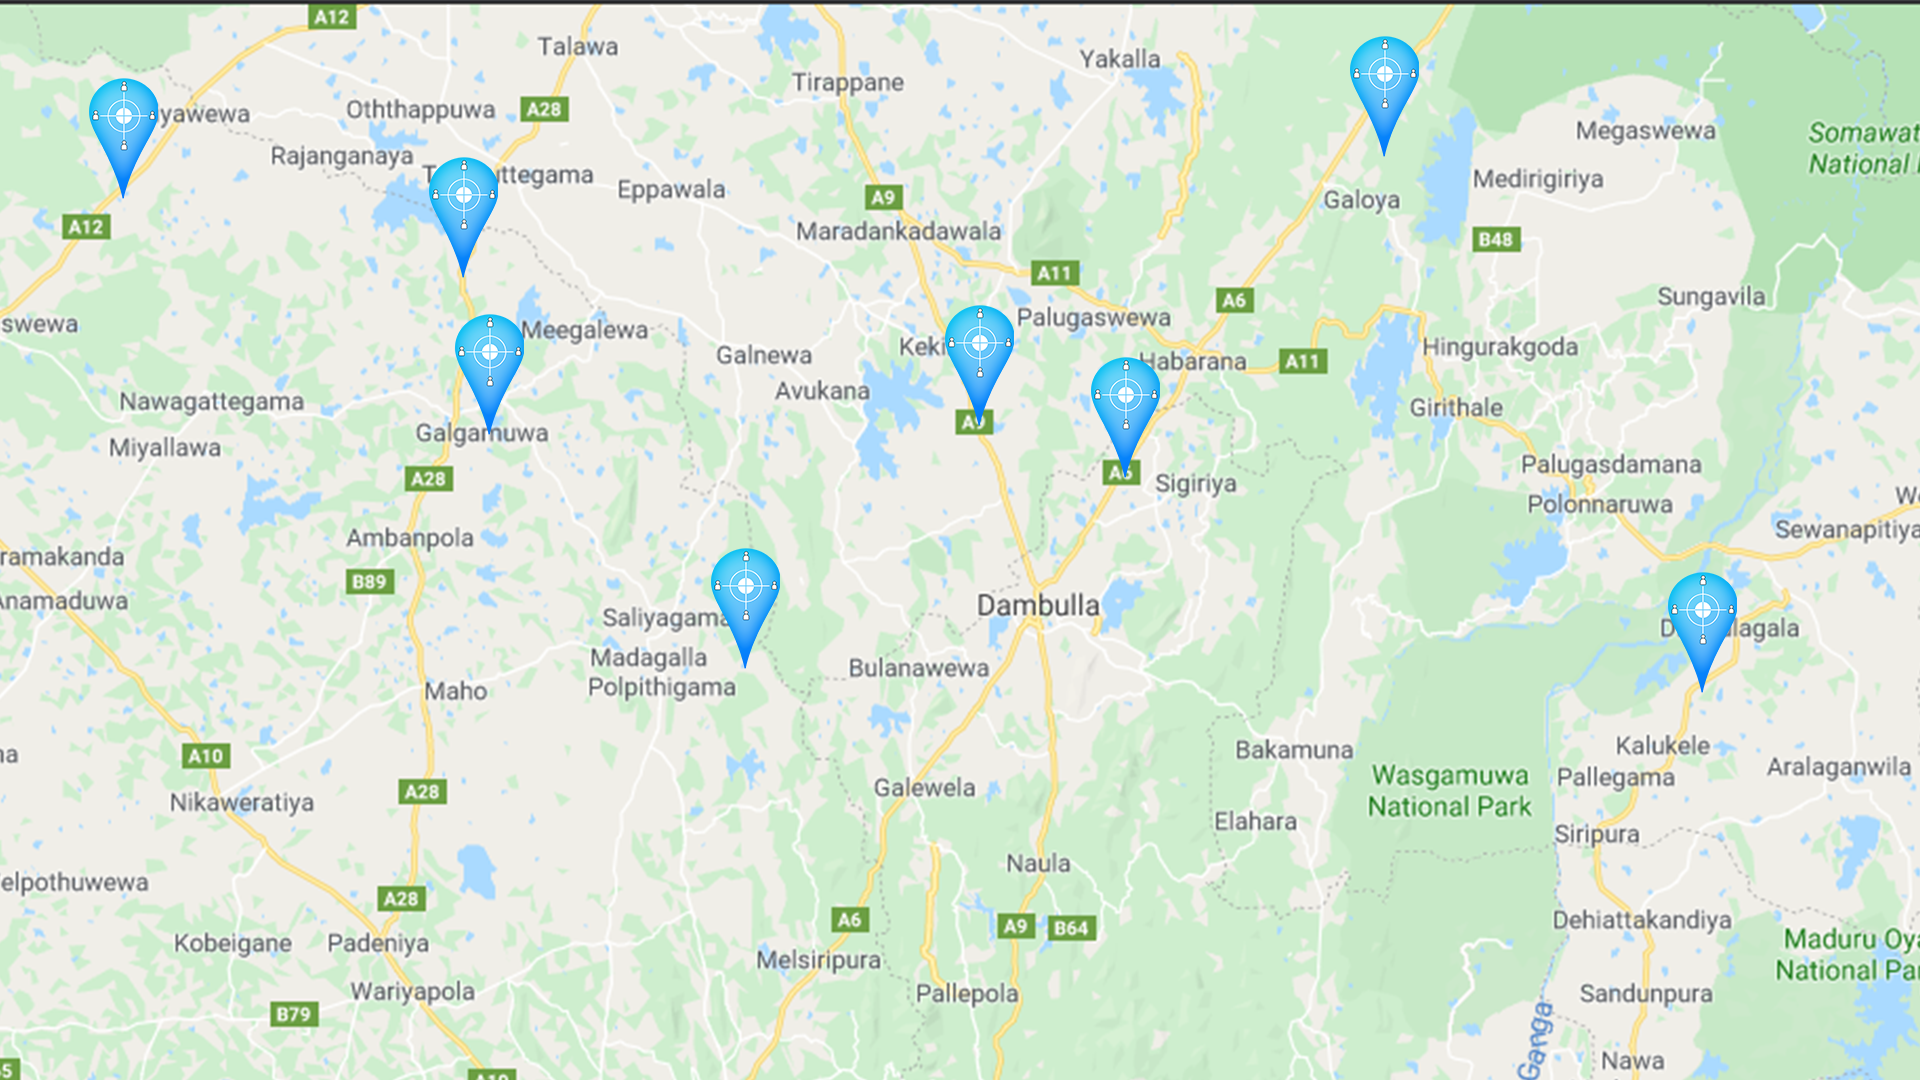 A12
Talawa
Yakalla
Tirappane
Oththappuwa
A28
yawewa
Megaswewa
Somawat
National
Rajanganaya
ttegama
Eppawala
Medirigiriya
A9
Galoya
A12
Maradankadawala
B48
A11
Sungavila
A6
swewa
Meegalewa
Palugaswewa
Keki
Galnewa
Habarana
A11
Hingurakgoda
Avukana
Nawagattegama
Girithale
Galgamuwa
Miyallawa
Palugasdamana
A28
A6
Sigiriya
Polonnaruwa
Sewanapitiya
Ambanpola
ramakanda
B89
Anamaduwa
Dambulla
Saliyagama
lagala
Madagalla
Polpithigama
Bulanawewa
Maho
Kalukele
Bakamuna
A10
Wasgamuwa
National Park
Pallegama
Aralaganwila
A28
Galewela
Nikaweratiya
Elahara
Siripura
Naula
elpothuwewa
A28
A6
A9
B64
Dehiattakandiya
Kobeigane
Padeniya
Maduru Oya
National Par
Melsiripura
Wariyapola
Pallepola
Sandunpura
B79
Ganga
Nawa